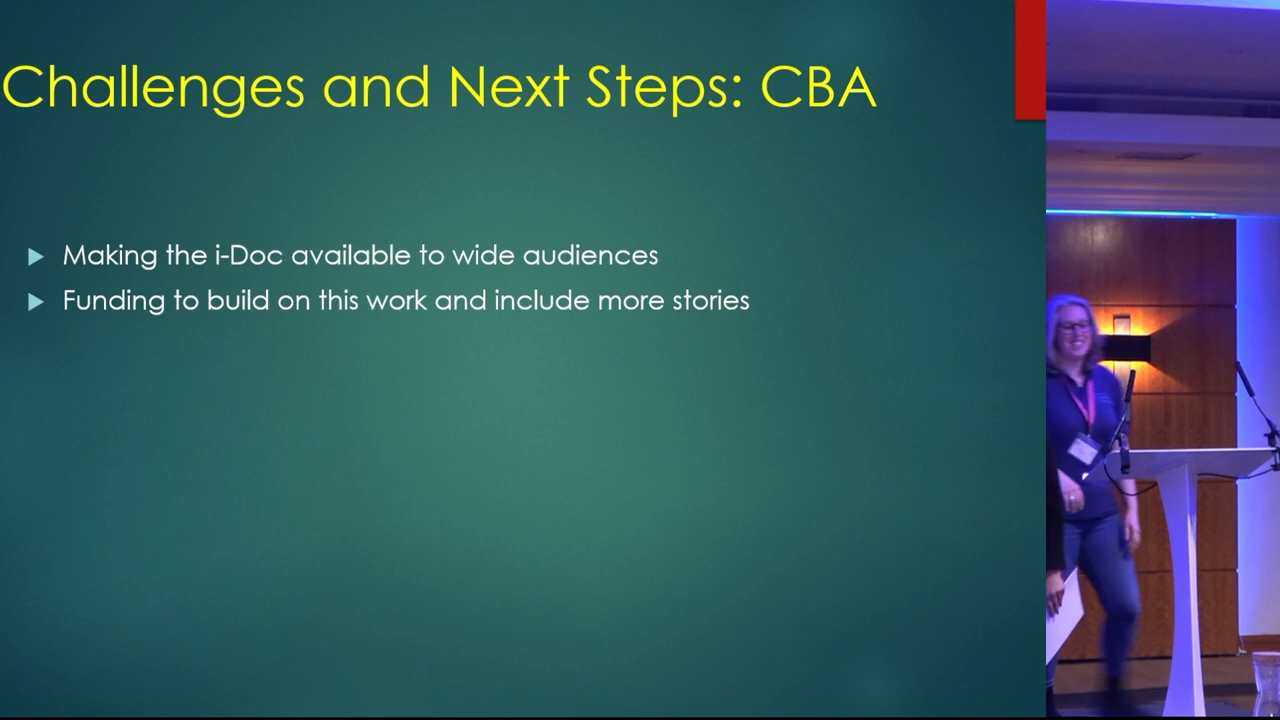 Challenges and Next Steps: CBA
Making the i-Doc available to wide audiences
Funding to build on this work and include more stories